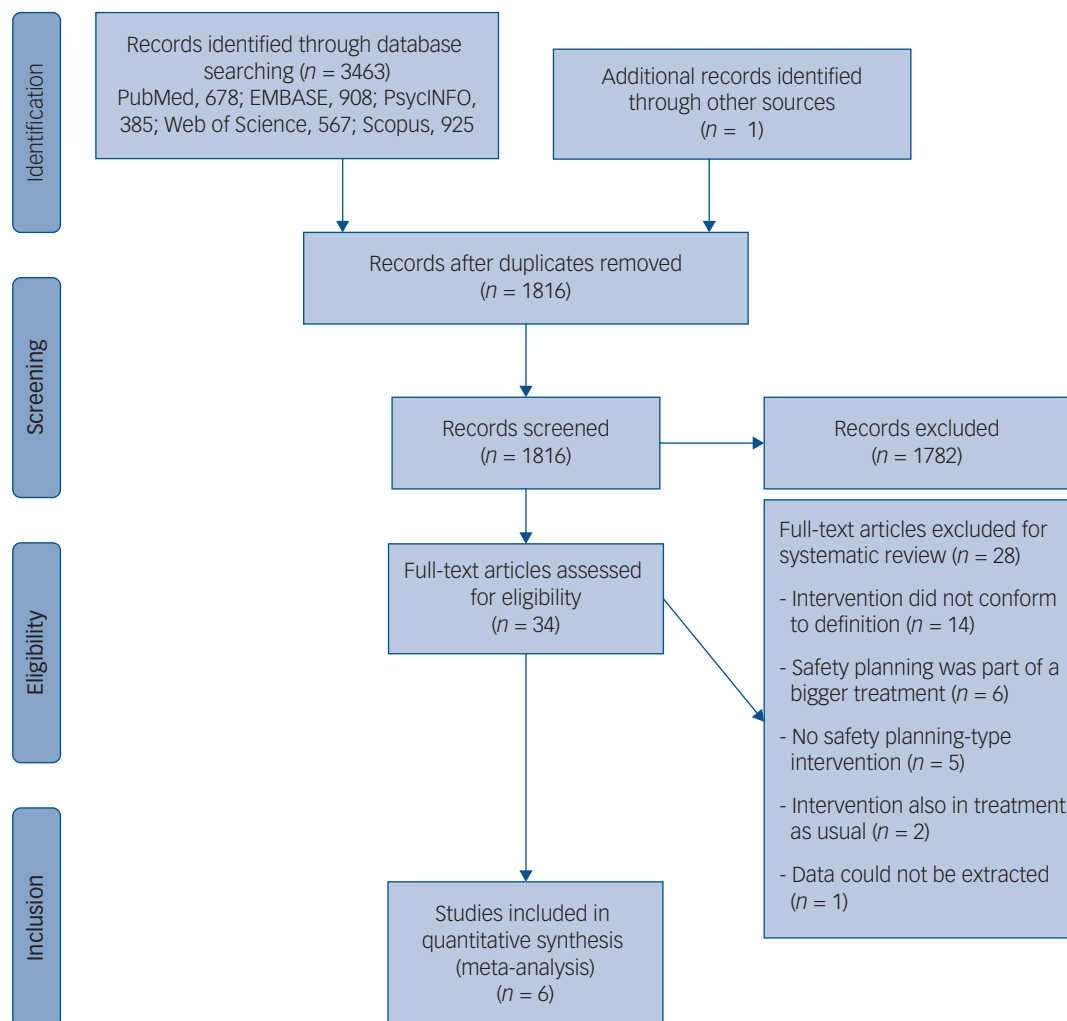 Identification
Records identified through database
searching (n = 3463)
PubMed, 678; EMBASE, 908; PsycINFO,
385; Web of Science, 567; Scopus, 925
Additional records identified
through other sources
(n = 1)
Records after duplicates removed
(n = 1816)
Screening
Records screened
(n = 1816)
Records excluded
(n = 1782)
Eligibility
Full-text articles assessed
for eligibility
(n = 34)
Full-text articles excluded for
systematic review (n = 28)
- Intervention did not conform
to definition (n = 14)
- Safety planning was part of a
bigger treatment (n = 6)
- No safety planning-type
intervention (n = 5)
- Intervention also in treatment
as usual (n = 2)
- Data could not be extracted
(n = 1)
Inclusion
Studies included in
quantitative synthesis
(meta-analysis)
(n = 6)